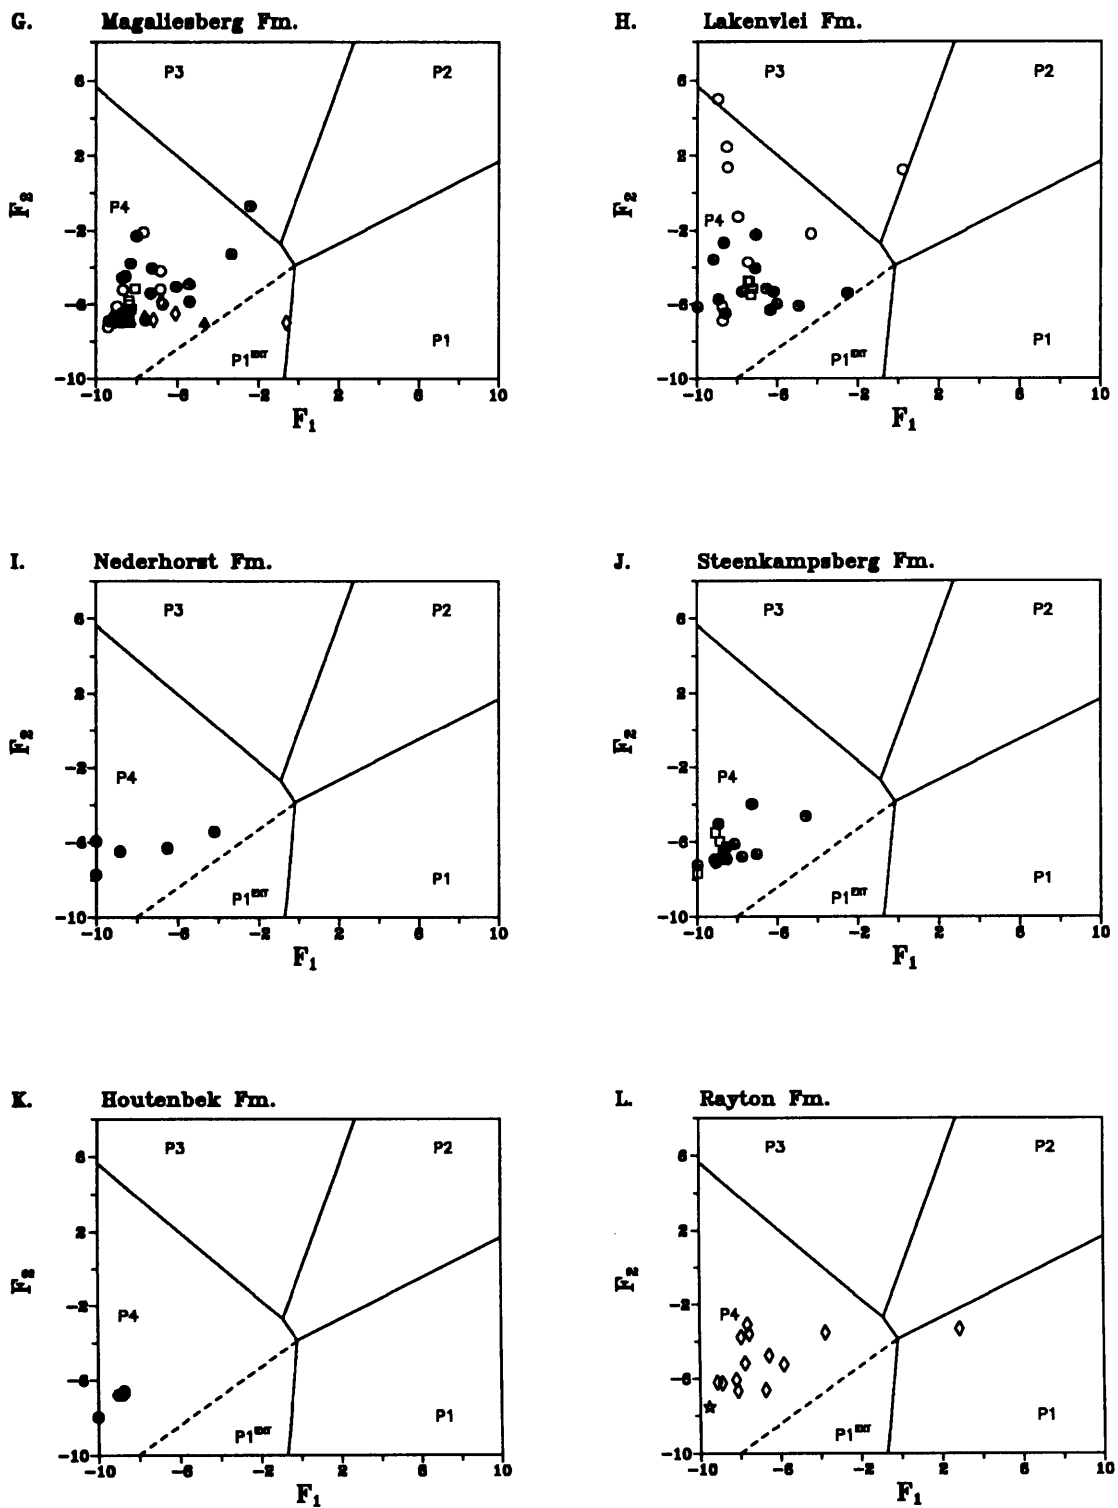 G. Magaliesberg Fm.
P3
P2
P4
P1
P1EXT
6
2
-2
-6
-10
F2
-10 -6 -2 2 6 10
F1
H. Lakenvlei Fm.
P3
P2
P4
P1
P1EXT
6
2
-2
-6
-10
F2
-10 -6 -2 2 6 10
F1
I. Nederhorst Fm.
P3
P2
P4
P1
P1EXT
6
2
-2
-6
-10
F2
-10 -6 -2 2 6 10
F1
J. Steenkampsberg Fm.
P3
P2
P4
P1
P1EXT
6
2
-2
-6
-10
F2
-10 -6 -2 2 6 10
F1
K. Houtenbek Fm.
P3
P2
P4
P1
P1EXT
6
2
-2
-6
-10
F2
-10 -6 -2 2 6 10
F1
L. Rayton Fm.
P3
P2
P4
P1
P1EXT
6
2
-2
-6
-10
F2
-10 -6 -2 2 6 10
F1